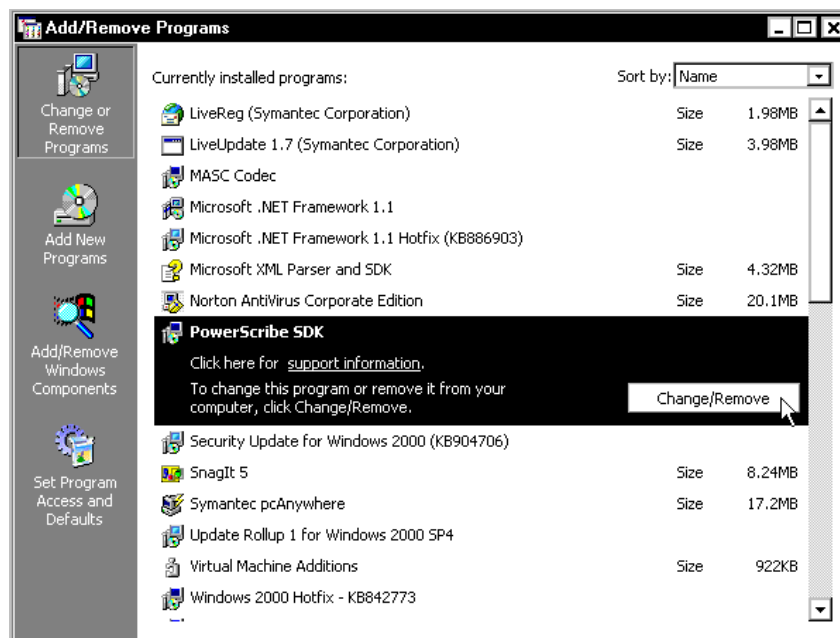 Add/Remove Programs
Change or
Remove
Programs
Add New
Programs
Add/Remove
Windows
Components
Set Program
Access and
Defaults
Currently installed programs:
Sort by: Name
LiveReg (Symantec Corporation) Size 1.98MB
LiveUpdate 1.7 (Symantec Corporation) Size 3.98MB
MASC Codec
Microsoft .NET Framework 1.1
Microsoft .NET Framework 1.1 Hotfix (KB886903)
Microsoft XML Parser and SDK Size 4.32MB
Norton AntiVirus Corporate Edition Size 20.1MB
PowerScribe SDK
Click here for support information.
To change this program or remove it from your
computer, click Change/Remove.
Change/Remove
Security Update for Windows 2000 (KB904706)
SnagIt 5 Size 8.24MB
Symantec pcAnywhere Size 17.2MB
Update Rollup 1 for Windows 2000 SP4
Virtual Machine Additions Size 922KB
Windows 2000 Hotfix - KB842773